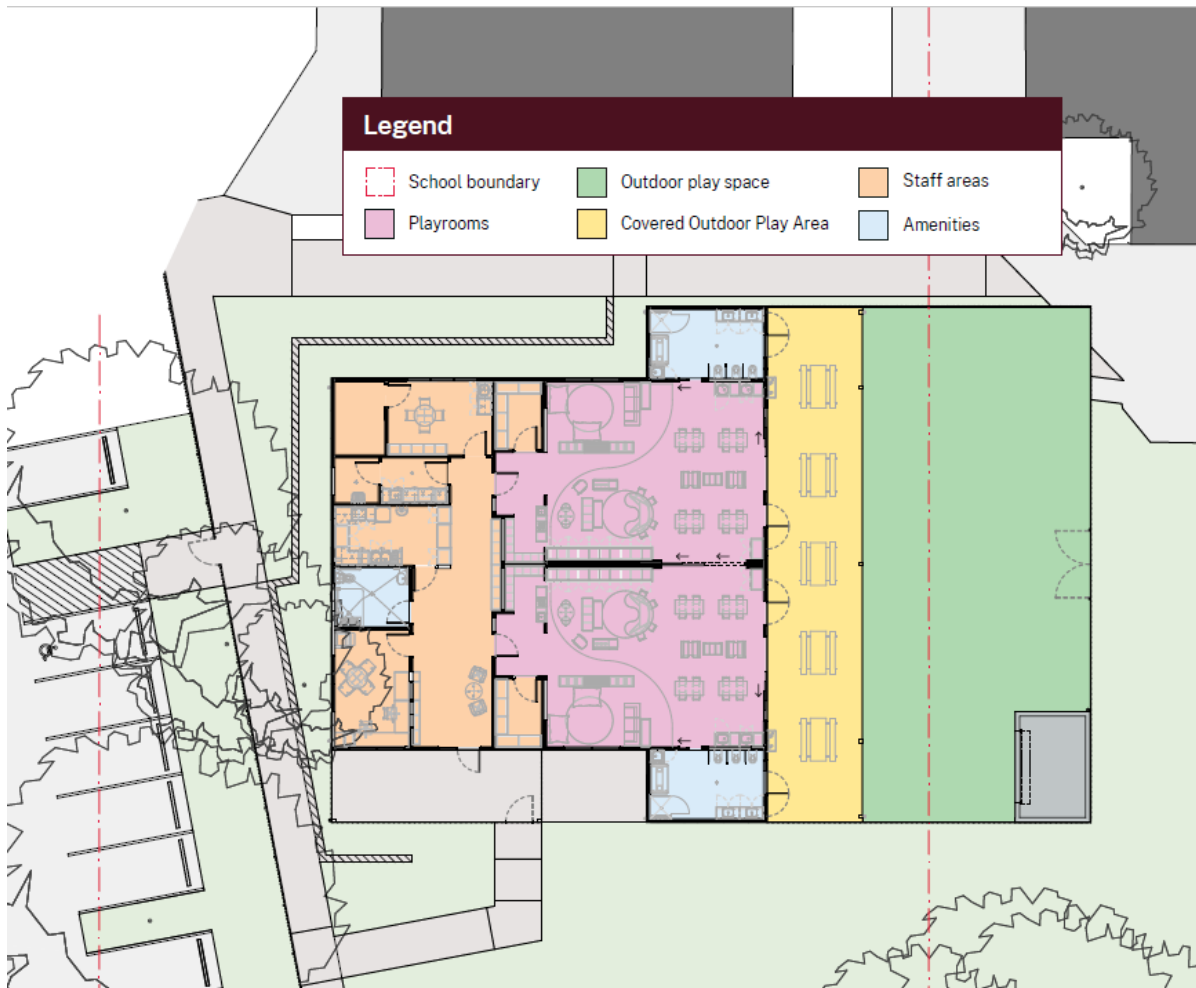 Legend
School boundary
Outdoor play space
Staff areas
Playrooms
Covered Outdoor Play Area
Amenities